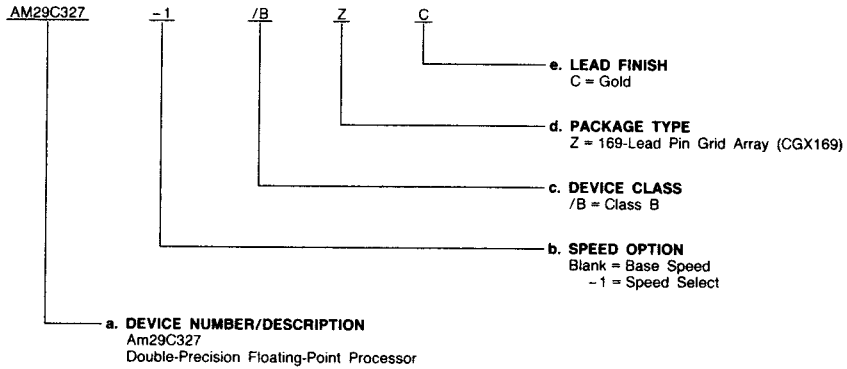 AM29C327 -1 /B Z C
e. LEAD FINISH
C = Gold
d. PACKAGE TYPE
Z = 169-Lead Pin Grid Array (CGX169)
c. DEVICE CLASS
/B = Class B
b. SPEED OPTION
Blank = Base Speed
-1 = Speed Select
a. DEVICE NUMBER/DESCRIPTION
Am29C327
Double-Precision Floating-Point Processor